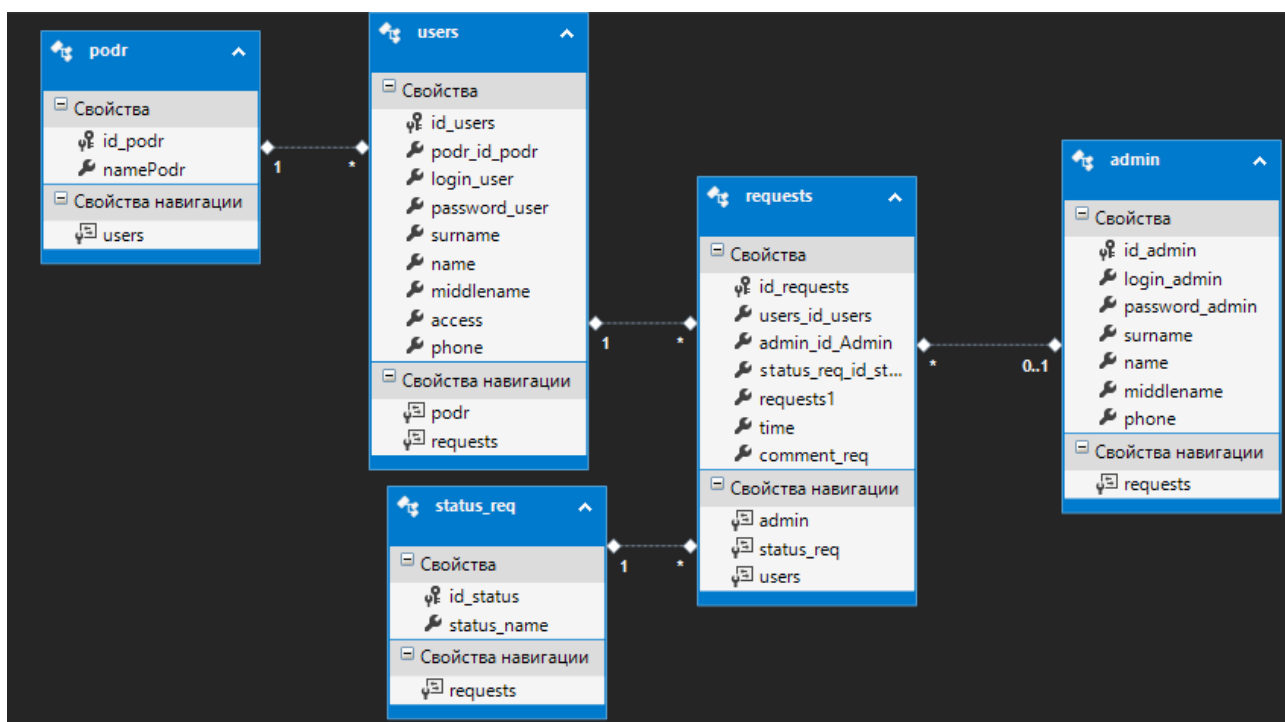 podr
Свойства
id_podr
namePodr
Свойства навигации
users
1
*
users
Свойства
id_users
podr_id_podr
login_user
password_user
surname
name
middlename
access
phone
Свойства навигации
podr
requests
1
*
status_req
Свойства
id_status
status_name
Свойства навигации
requests
1
*
requests
Свойства
id_requests
users_id_users
admin_id_Admin
status_req_id_st...
requests1
time
comment_req
Свойства навигации
admin
status_req
users
*
0..1
admin
Свойства
id_admin
login_admin
password_admin
surname
name
middlename
phone
Свойства навигации
requests